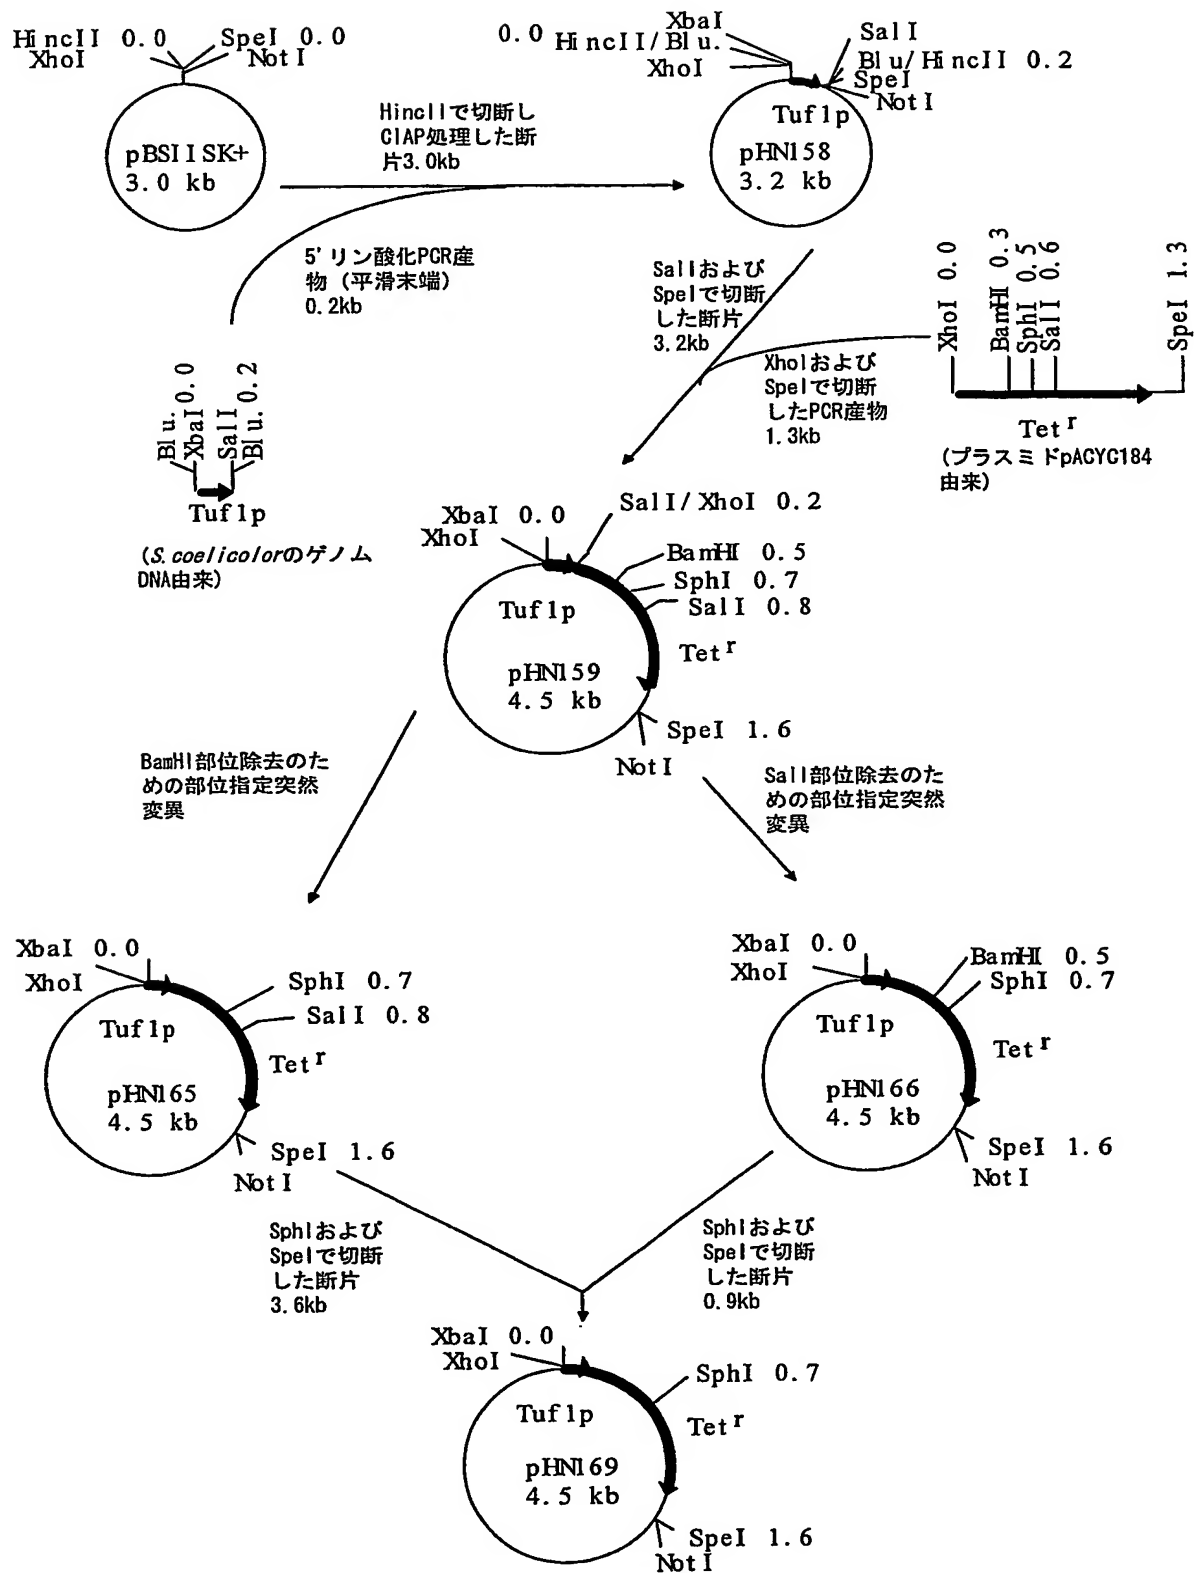 HincII 0.0
XhoI
SpeI 0.0
NotI
pBSIISK+
3.0 kb
HincIIで切断し
CIAP処理した断
片3.0kb
0.0
XbaI
HincII/Blu.
XhoI
SalI
Blu/HincII 0.2
SpeI
NotI
Tuf1p
pHN158
3.2 kb
5' リン酸化PCR産
物（平滑末端）
0.2kb
Blu.
XbaI 0.0
SalI
Blu. 0.2
Tuf1p
(S. coelicolorのゲノム
DNA由来)
SalIおよび
SpeIで切断
した断片
3.2kb
XhoIおよび
SpeIで切断
したPCR産物
1.3kb
XhoI 0.0
BamHI 0.3
SphI 0.5
SalI 0.6
SpeI 1.3
Tet r
(プラスミドpACYC184
由来)
XbaI 0.0
XhoI
SalI/XhoI 0.2
BamHI 0.5
SphI 0.7
SalI 0.8
Tuf1p
Tet r
pHN159
4.5 kb
SpeI 1.6
NotI
BamHI部位除去のた
めの部位指定突然
変異
SalI部位除去のた
めの部位指定突然
変異
XbaI 0.0
XhoI
SphI 0.7
SalI 0.8
Tuf1p
Tet r
pHN165
4.5 kb
SpeI 1.6
NotI
XbaI 0.0
XhoI
BamHI 0.5
SphI 0.7
Tuf1p
Tet r
pHN166
4.5 kb
SpeI 1.6
NotI
SphIおよび
SpeIで切断
した断片
3.6kb
SphIおよび
SpeIで切断
した断片
0.9kb
XbaI 0.0
XhoI
SphI 0.7
Tuf1p
Tet r
pHN169
4.5 kb
SpeI 1.6
NotI